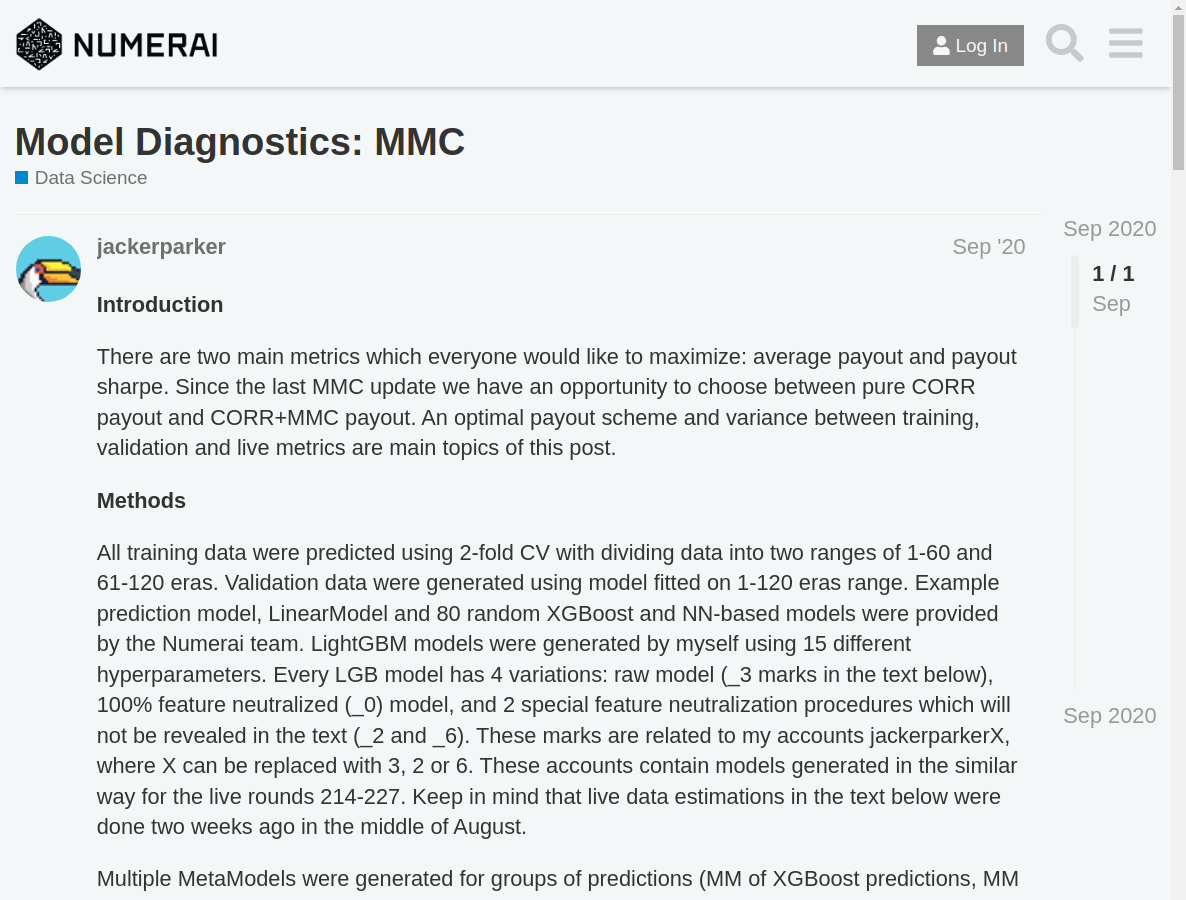 NUMERAI
Log In
Model Diagnostics: MMC
Data Science
jackerparker
Sep '20
Introduction
There are two main metrics which everyone would like to maximize: average payout and payout
sharpe. Since the last MMC update we have an opportunity to choose between pure CORR
payout and CORR+MMC payout. An optimal payout scheme and variance between training,
validation and live metrics are main topics of this post.
Methods
All training data were predicted using 2-fold CV with dividing data into two ranges of 1-60 and
61-120 eras. Validation data were generated using model fitted on 1-120 eras range. Example
prediction model, LinearModel and 80 random XGBoost and NN-based models were provided
by the Numerai team. LightGBM models were generated by myself using 15 different
hyperparameters. Every LGB model has 4 variations: raw model (_3 marks in the text below),
100% feature neutralized (_0) model, and 2 special feature neutralization procedures which will
not be revealed in the text (_2 and _6). These marks are related to my accounts jackerparkerX,
where X can be replaced with 3, 2 or 6. These accounts contain models generated in the similar
way for the live rounds 214-227. Keep in mind that live data estimations in the text below were
done two weeks ago in the middle of August.
Multiple MetaModels were generated for groups of predictions (MM of XGBoost predictions, MM
Sep 2020
1 / 1
Sep
Sep 2020